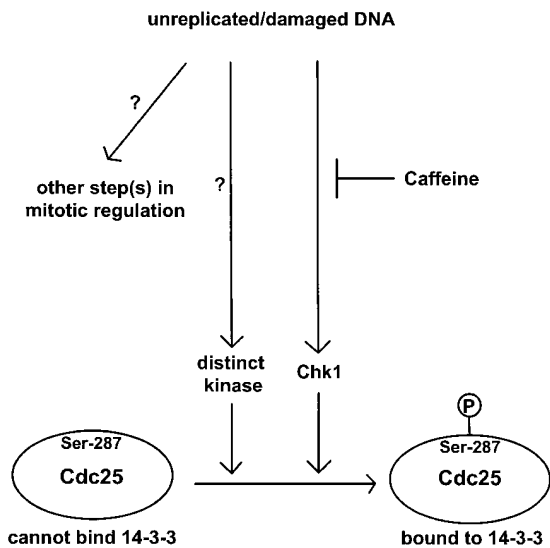 unreplicated/damaged DNA
?
other step(s) in
mitotic regulation
?
Caffeine
distinct
kinase
Chk1
P
Ser-287
Cdc25
cannot bind 14-3-3
Ser-287
Cdc25
bound to 14-3-3